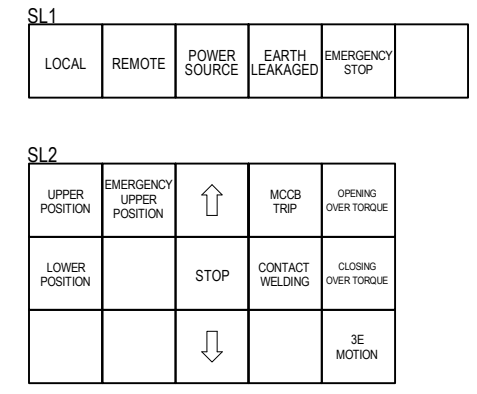 SL1
LOCAL
REMOTE
POWER
SOURCE
EARTH
LEAKAGED
EMERGENCY
STOP
SL2
UPPER
POSITION
EMERGENCY
UPPER
POSITION
MCCB
TRIP
OPENING
OVER TORQUE
LOWER
POSITION
STOP
CONTACT
WELDING
CLOSING
OVER TORQUE
3E
MOTION